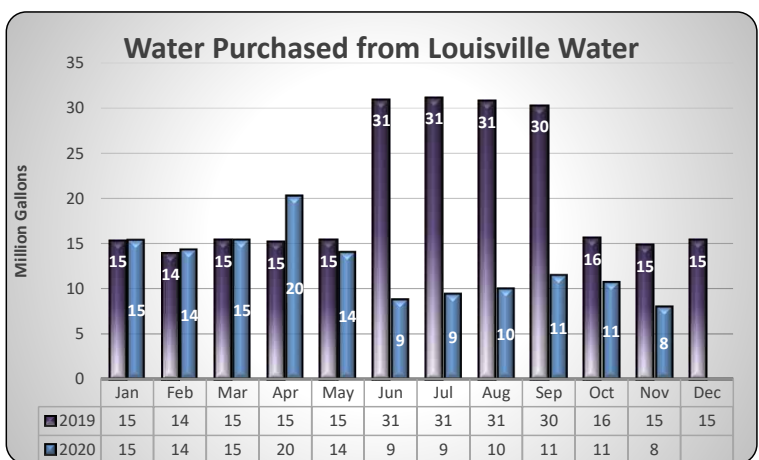 Water Purchased from Louisville Water
Million Gallons
35
30
25
20
15
10
5
0
15 15 14 14 15 15 15 20 15 14 31 9 31 9 31 10 30 11 16 11 15 8 15
Jan Feb Mar Apr May Jun Jul Aug Sep Oct Nov Dec
2019 15 14 15 15 15 31 31 31 30 16 15 15
2020 15 14 15 20 14 9 9 10 11 11 8